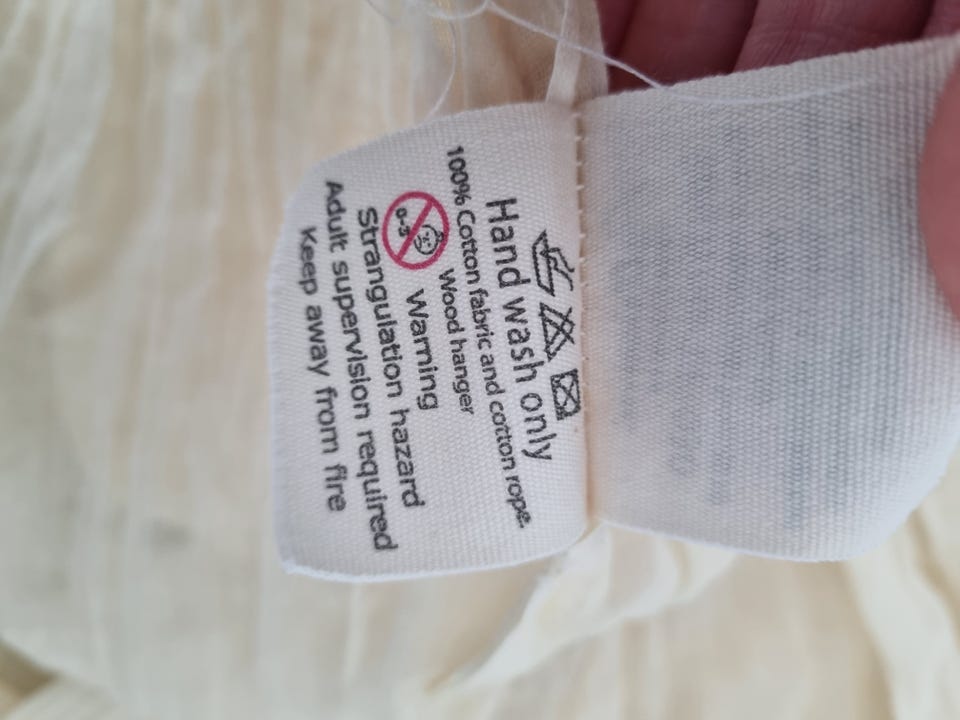 Hand wash only
100% Cotton fabric and cotton rope.
Wood hanger
0-3 Warning
Strangulation hazard
Adult supervision required
Keep away from fire